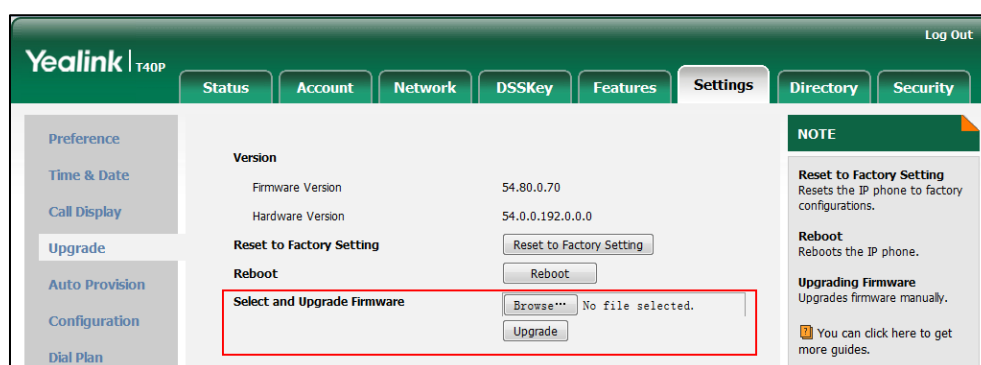 Log Out
Yealink | T40P
Status Account Network DSSKey Features Settings Directory Security
Preference
Time & Date
Call Display
Upgrade
Auto Provision
Configuration
Dial Plan
Version
Firmware Version 54.80.0.70
Hardware Version 54.0.0.192.0.0.0
Reset to Factory Setting Reset to Factory Setting
Reboot Reboot
Select and Upgrade Firmware Browse... No file selected.
Upgrade
NOTE
Reset to Factory Setting
Resets the IP phone to factory
configurations.
Reboot
Reboots the IP phone.
Upgrading Firmware
Upgrades firmware manually.
You can click here to get
more guides.